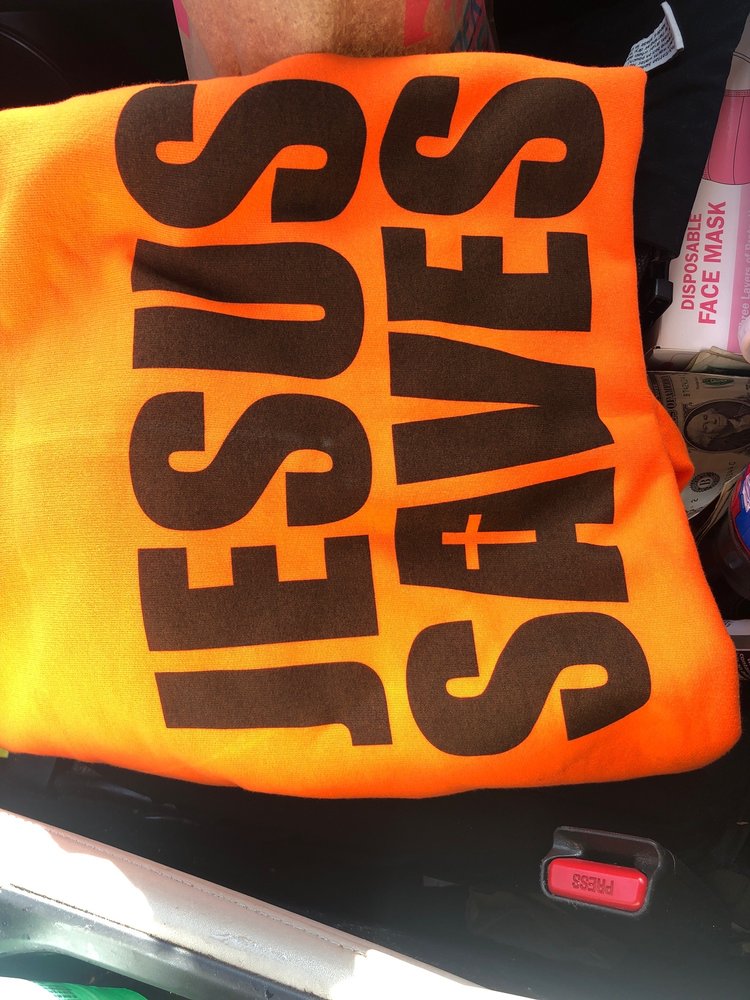 JESUS
SAVES
DISPOSABLE
FACE MASK
PRESS